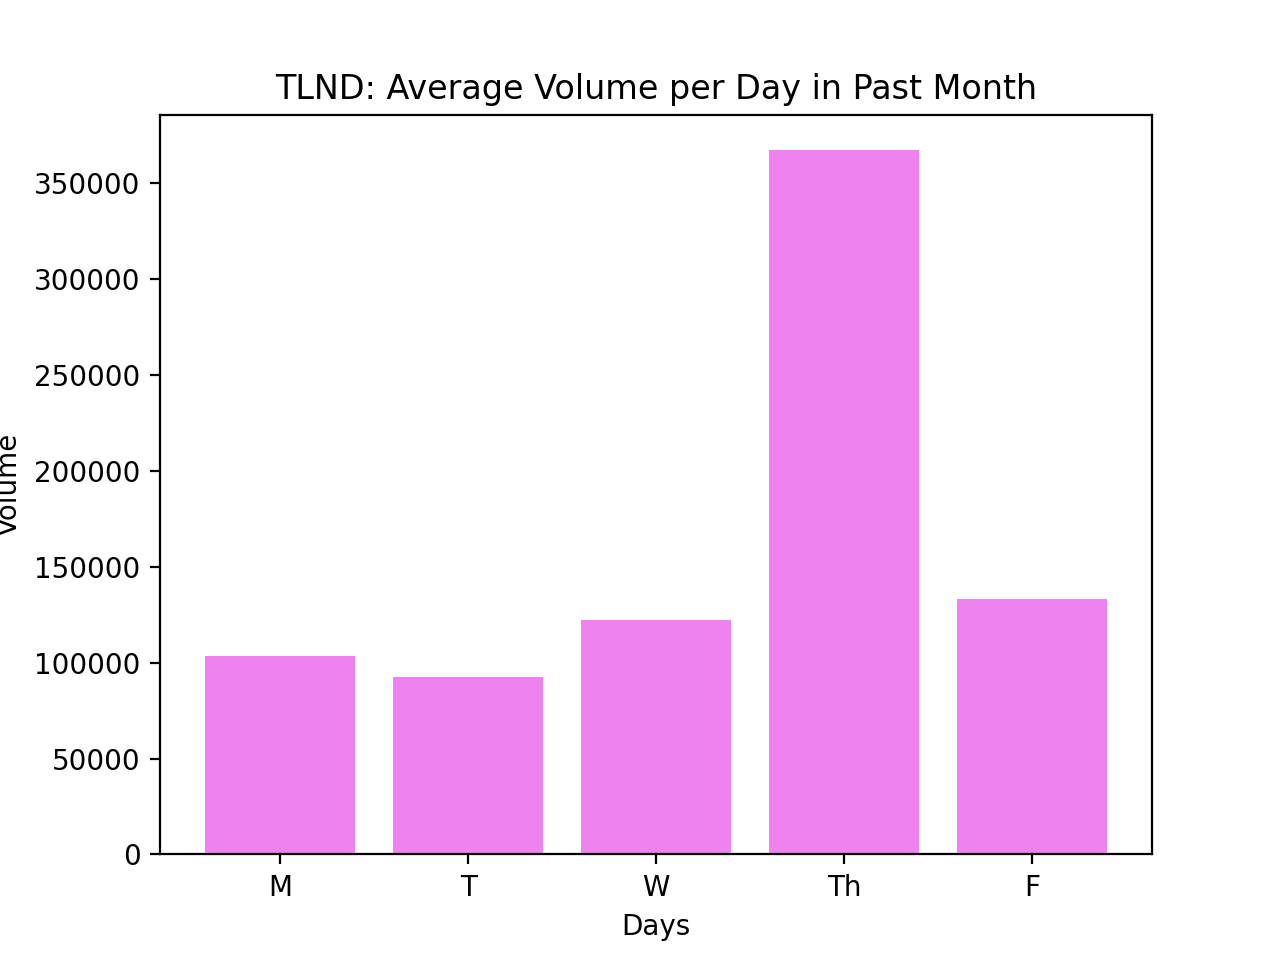 TLND: Average Volume per Day in Past Month
350000
300000
250000
200000
150000
100000
50000
0
Volume
M T W Th F
Days